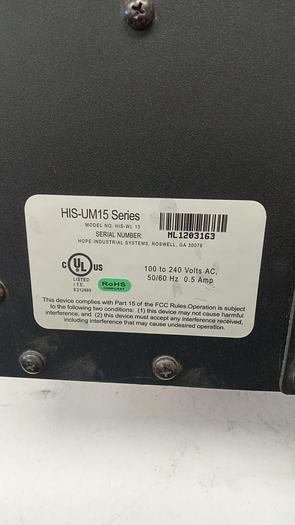 HIS-UM15 Series
MODEL NO. HIS-WL 15
SERIAL NUMBER: ML1203163
HOPE INDUSTRIAL SYSTEMS, ROSWELL, GA 30076
C UL US
LISTED
I.T.E.
E212889
RoHS
COMPLIANT
100 to 240 Volts AC,
50/60 Hz 0.5 Amp
This device complies with Part 15 of the FCC Rules.Operation is subject
to the following two conditions: (1) this device may not cause harmful
interference, and (2) this device must accept any interference received,
including interference that may cause undesired operation.